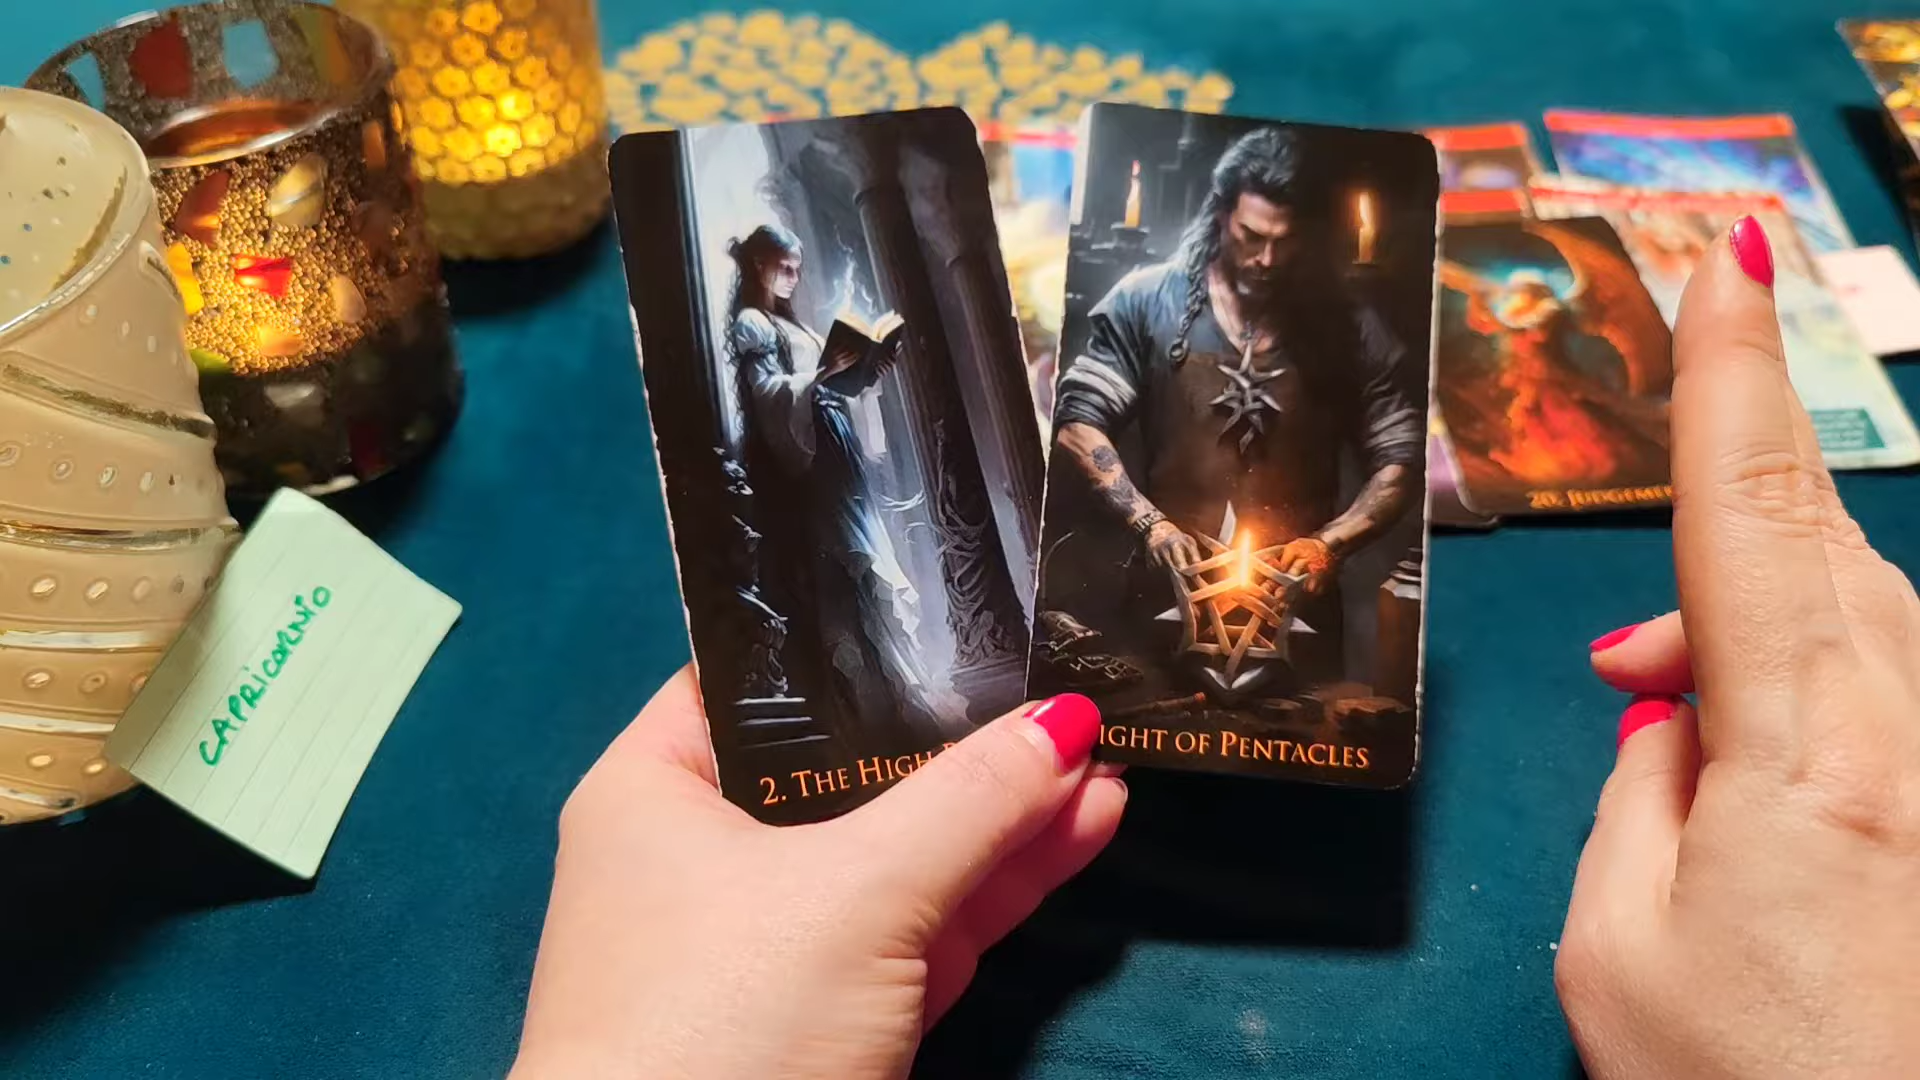 CAPRicoRNio
2. THE HIGH
IGHT OF PENTACLES
20. JUDGEME